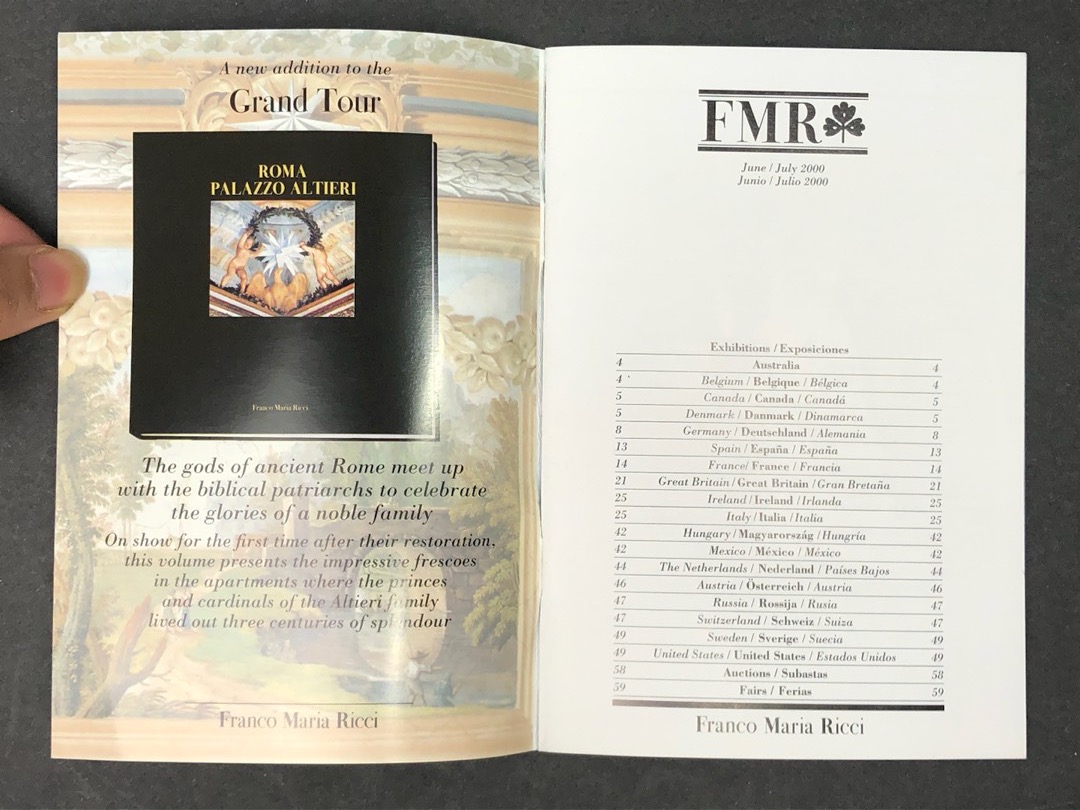 A new addition to the
Grand Tour
ROMA
PALAZZO ALTIERI
Franco Maria Ricci
The gods of ancient Rome meet up
with the biblical patriarchs to celebrate
the glories of a noble family
On show for the first time after their restoration,
this volume presents the impressive frescoes
in the apartments where the princes
and cardinals of the Altieri family
lived out three centuries of splendour
Franco Maria Ricci
FMR
June / July 2000
Junio / Julio 2000
Exhibitions / Exposiciones
4 Australia 4
4 Belgium / Belgique / Bélgica 4
5 Canada / Canada / Canadá 5
5 Denmark / Danmark / Dinamarca 5
8 Germany / Deutschland / Alemania 8
13 Spain / España / España 13
14 France/ France / Francia 14
21 Great Britain / Great Britain / Gran Bretaña 21
25 Ireland / Ireland / Irlanda 25
25 Italy / Italia / Italia 25
42 Hungary / Magyarország / Hungría 42
42 Mexico / México / México 42
44 The Netherlands / Nederland / Países Bajos 44
46 Austria / Österreich / Austria 46
47 Russia / Rossija / Rusia 47
47 Switzerland / Schweiz / Suiza 47
49 Sweden / Sverige / Suecia 49
49 United States / United States / Estados Unidos 49
58 Auctions / Subastas 58
59 Fairs / Ferias 59
Franco Maria Ricci